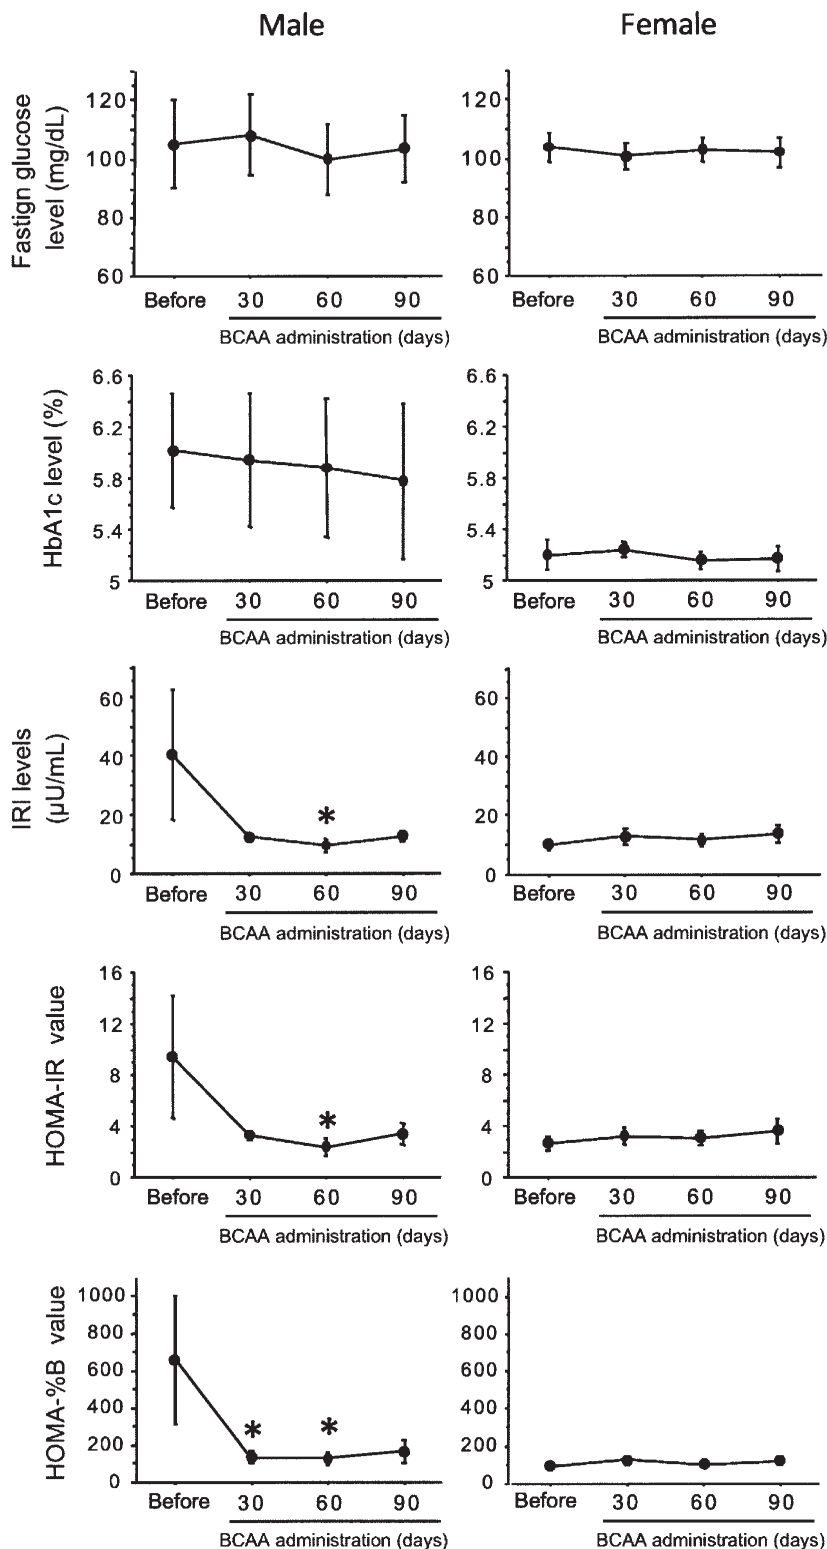 Male
Female
Fastign glucose
level (mg/dL)
120
100
80
60
Before 30 60 90
BCAA administration (days)
120
100
80
60
Before 30 60 90
BCAA administration (days)
HbA1c level (%)
6.6
6.2
5.8
5.4
5
Before 30 60 90
BCAA administration (days)
6.6
6.2
5.8
5.4
5
Before 30 60 90
BCAA administration (days)
IRI levels
(µU/mL)
60
40
20
0
*
Before 30 60 90
BCAA administration (days)
60
40
20
0
Before 30 60 90
BCAA administration (days)
HOMA-IR value
16
12
8
4
0
*
Before 30 60 90
BCAA administration (days)
16
12
8
4
0
Before 30 60 90
BCAA administration (days)
HOMA-%B value
1000
800
600
400
200
0
* *
Before 30 60 90
BCAA administration (days)
1000
800
600
400
200
0
Before 30 60 90
BCAA administration (days)